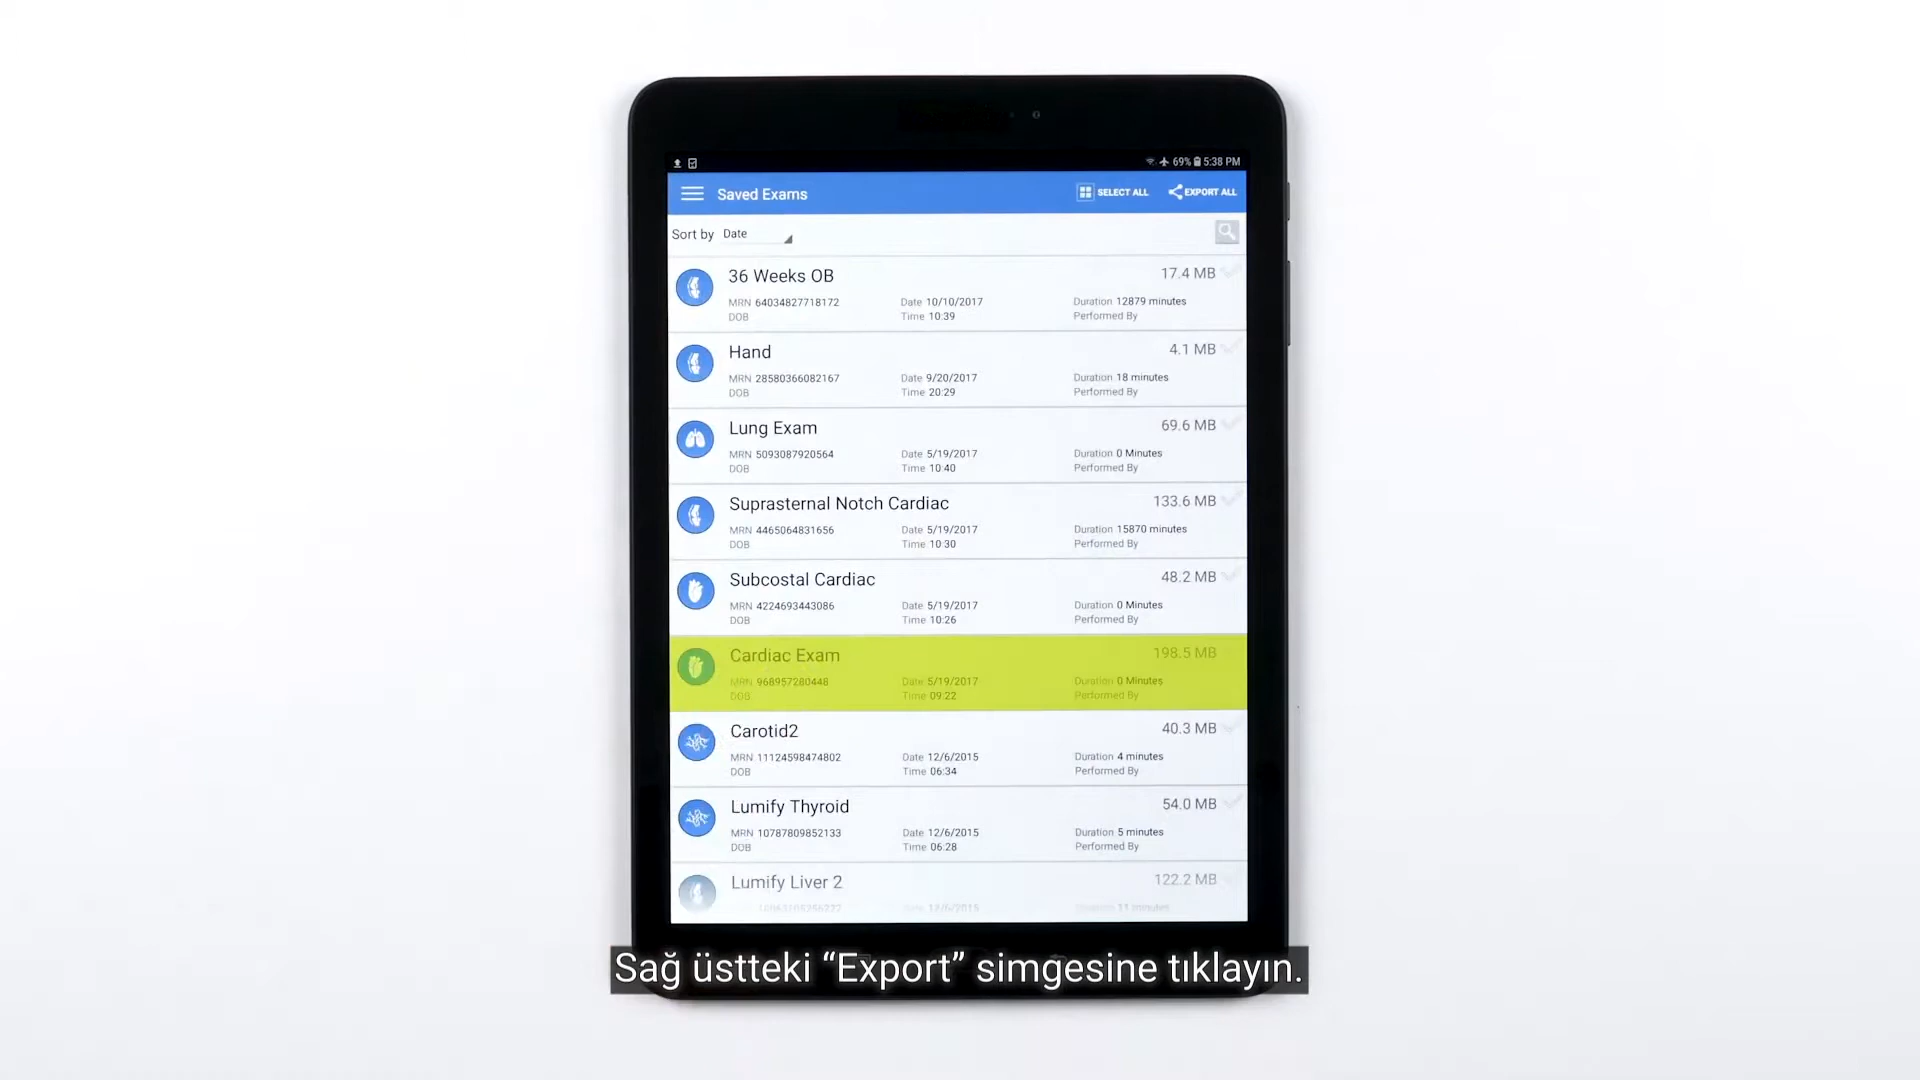 69% 5:38 PM
Saved Exams SELECT ALL EXPORT ALL
Sort by Date
36 Weeks OB 17.4 MB
MRN 64034827718172 Date 10/10/2017 Duration 12879 minutes
DOB Time 10:39 Performed By
Hand 4.1 MB
MRN 28580366082167 Date 9/20/2017 Duration 18 minutes
DOB Time 20:29 Performed By
Lung Exam 69.6 MB
MRN 5093087920564 Date 5/19/2017 Duration 0 Minutes
DOB Time 10:40 Performed By
Suprasternal Notch Cardiac 133.6 MB
MRN 4465064831656 Date 5/19/2017 Duration 15870 minutes
DOB Time 10:30 Performed By
Subcostal Cardiac 48.2 MB
MRN 4224693443086 Date 5/19/2017 Duration 0 Minutes
DOB Time 10:26 Performed By
Cardiac Exam 198.5 MB
MRN 968957280448 Date 5/19/2017 Duration 0 Minutes
DOB Time 09:22 Performed By
Carotid2 40.3 MB
MRN 11124598474802 Date 12/6/2015 Duration 4 minutes
DOB Time 06:34 Performed By
Lumify Thyroid 54.0 MB
MRN 10787809852133 Date 12/6/2015 Duration 5 minutes
DOB Time 06:28 Performed By
Lumify Liver 2 122.2 MB
Date 12/6/2015 Duration 11 minutes
Sağ üstteki “Export” simgesine tıklayın.